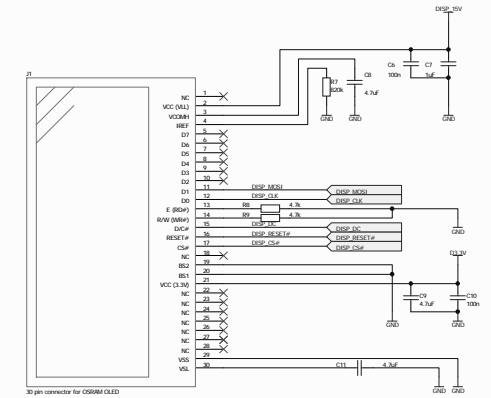 DISP_15V
C6
100n
C7
1uF
C8
4.7uF
R7
820k
GND
GND
GND
GND
J1
NC 1
VCC (VLL) 2
VCOMH 3
IREF 4
D7 5
D6 6
D5 7
D4 8
D3 9
D2 10
D1 11 DISP_MOSI DISP_MOSI
D0 12 DISP_CLK DISP_CLK
E (RD#) 13 R8 4.7k
R/W (WR#) 14 R9 4.7k
D/C# 15 DISP_DC DISP_DC
RESET# 16 DISP_RESET# DISP_RESET#
CS# 17 DISP_CS# DISP_CS#
GND
NC 18
BS2 19
BS1 20
VCC (3.3V) 21
D3.3V
NC 22
NC 23
NC 24
NC 25
NC 26
NC 27
NC 28
C9
4.7uF
C10
100n
GND
GND
GND
VSS 29
VSL 30
C11 4.7uF
GND
GND
30 pin connector for OSRAM OLED